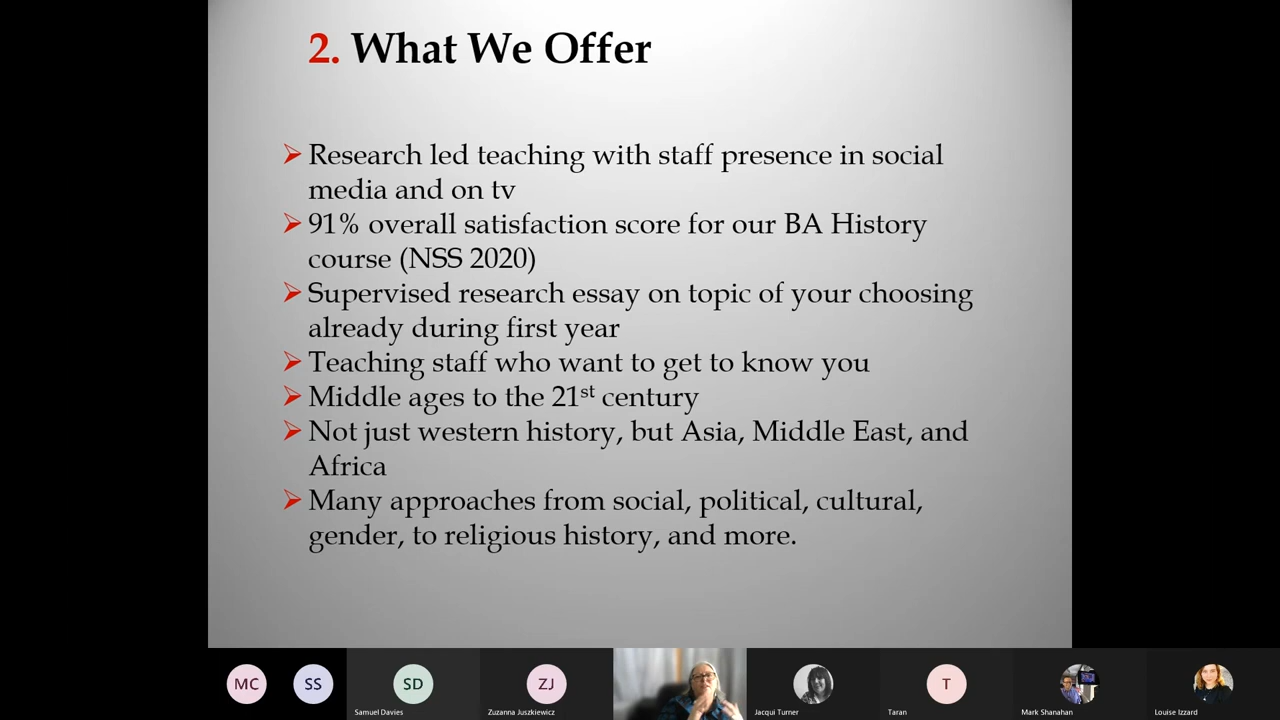 2. What We Offer
Research led teaching with staff presence in social
media and on tv
91% overall satisfaction score for our BA History
course (NSS 2020)
Supervised research essay on topic of your choosing
already during first year
Teaching staff who want to get to know you
Middle ages to the 21st century
Not just western history, but Asia, Middle East, and
Africa
Many approaches from social, political, cultural,
gender, to religious history, and more.
MC
SS
SD
ZJ
T
Samuel Davies
Zuzanna Juszkiewicz
Jacqui Turner
Taran
Mark Shanahan
Louise Izzard